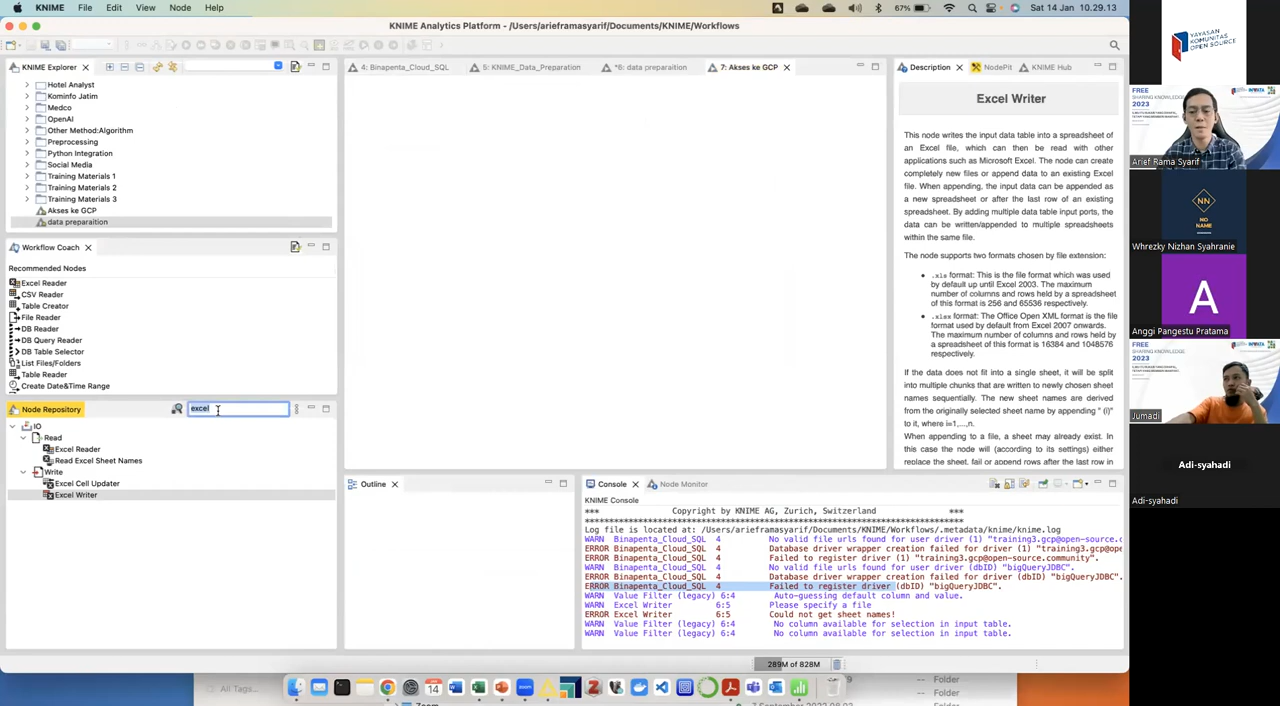 KNIME File Edit View Node Help
67% Sat 14 Jan 10.29.13
KNIME Analytics Platform - /Users/arieframasyarif/Documents/KNIME/Workflows
KNIME Explorer
Hotel Analyst
Kominfo Jatim
Medco
OpenAI
Other Method:Algorithm
Preprocessing
Python Integration
Social Media
Training Materials 1
Training Materials 2
Training Materials 3
Akses ke GCP
data preparaition
Workflow Coach
Recommended Nodes
Excel Reader
CSV Reader
Table Creator
File Reader
DB Reader
DB Query Reader
DB Table Selector
List Files/Folders
Table Reader
Create Date&Time Range
Node Repository
excel
IO
Read
Excel Reader
Read Excel Sheet Names
Write
Excel Cell Updater
Excel Writer
4: Binapenta_Cloud_SQL 5: KNIME_Data_Preparation *6: data preparaition 7: Akses ke GCP
Outline
Description NodePit KNIME Hub
Excel Writer
This node writes the input data table into a spreadsheet of
an Excel file, which can then be read with other
applications such as Microsoft Excel. The node can create
completely new files or append data to an existing Excel
file. When appending, the input data can be appended as
a new spreadsheet or after the last row of an existing
spreadsheet. By adding multiple data table input ports, the
data can be written/appended to multiple spreadsheets
within the same file.
The node supports two formats chosen by file extension:
.xls format: This is the file format which was used
by default up until Excel 2003. The maximum
number of columns and rows held by a spreadsheet
of this format is 256 and 65536 respectively.
.xlsx format: The Office Open XML format is the file
format used by default from Excel 2007 onwards.
The maximum number of columns and rows held by
a spreadsheet of this format is 16384 and 1048576
respectively.
If the data does not fit into a single sheet, it will be split
into multiple chunks that are written to newly chosen sheet
names sequentially. The new sheet names are derived
from the originally selected sheet name by appending " (i)"
to it, where i=1,...,n.
When appending to a file, a sheet may already exist. In
this case the node will (according to its settings) either
replace the sheet, fail or append rows after the last row in
Console Node Monitor
KNIME Console
*** Copyright by KNIME AG, Zurich, Switzerland ***
Log file is located at: /Users/arieframasyarif/Documents/KNIME/Workflows/.metadata/knime/knime.log
WARN Binapenta_Cloud_SQL 4 No valid file urls found for user driver (1) "training3.gcp@open-source.c
ERROR Binapenta_Cloud_SQL 4 Database driver wrapper creation failed for driver (1) "training3.gcp@ope
ERROR Binapenta_Cloud_SQL 4 Failed to register driver (1) "training3.gcp@open-source.community".
WARN Binapenta_Cloud_SQL 4 No valid file urls found for user driver (dbID) "bigQueryJDBC".
ERROR Binapenta_Cloud_SQL 4 Database driver wrapper creation failed for driver (dbID) "bigQueryJDBC".
ERROR Binapenta_Cloud_SQL 4 Failed to register driver (dbID) "bigQueryJDBC".
WARN Value Filter (legacy) 6:4 Auto-guessing default column and value.
WARN Excel Writer 6:5 Please specify a file
ERROR Excel Writer 6:5 Could not get sheet names!
WARN Value Filter (legacy) 6:4 No column available for selection in input table.
WARN Value Filter (legacy) 6:4 No column available for selection in input table.
289M of 828M
All Tags...
Folder
Folder
Folder
YAYASAN
KOMUNITAS
OPEN SOURCE
FREE
SHARING KNOWLEDGE
2023
Arief Rama Syarif
NN
NO
NAME
Whrezky Nizhan Syahranie
A
Anggi Pangestu Pratama
FREE
SHARING KNOWLEDGE
2023
Jumadi
Adi-syahadi
Adi-syahadi